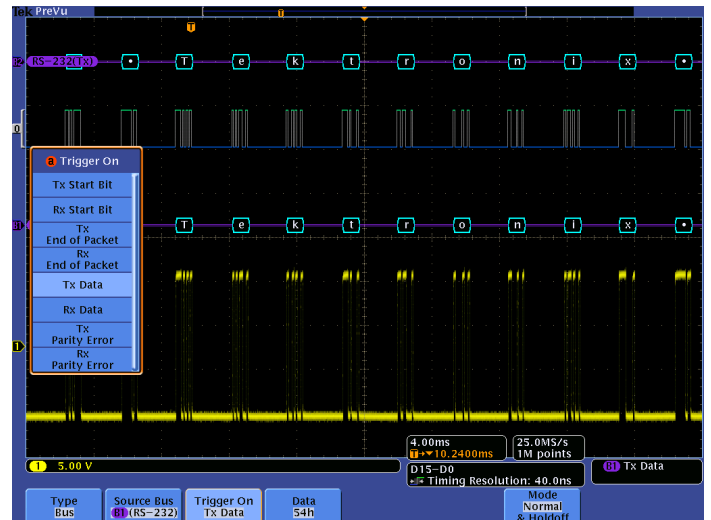 Tek PreVu
T
T
B2 RS-232(Tx) • T e k t r o n i x •
0
a Trigger On
Tx Start Bit
Rx Start Bit
B1 T e k t r o n i x •
Tx
End of Packet
Rx
End of Packet
Tx Data
Rx Data
Tx
Parity Error
Rx
Parity Error
1
4.00ms
T→▼10.2400ms
25.0MS/s
1M points
1 5.00 V
D15-D0
Timing Resolution: 40.0ns
B1 Tx Data
Type
Bus
Source Bus
B1 (RS-232)
Trigger On
Tx Data
Data
54h
Mode
Normal
& Holdoff